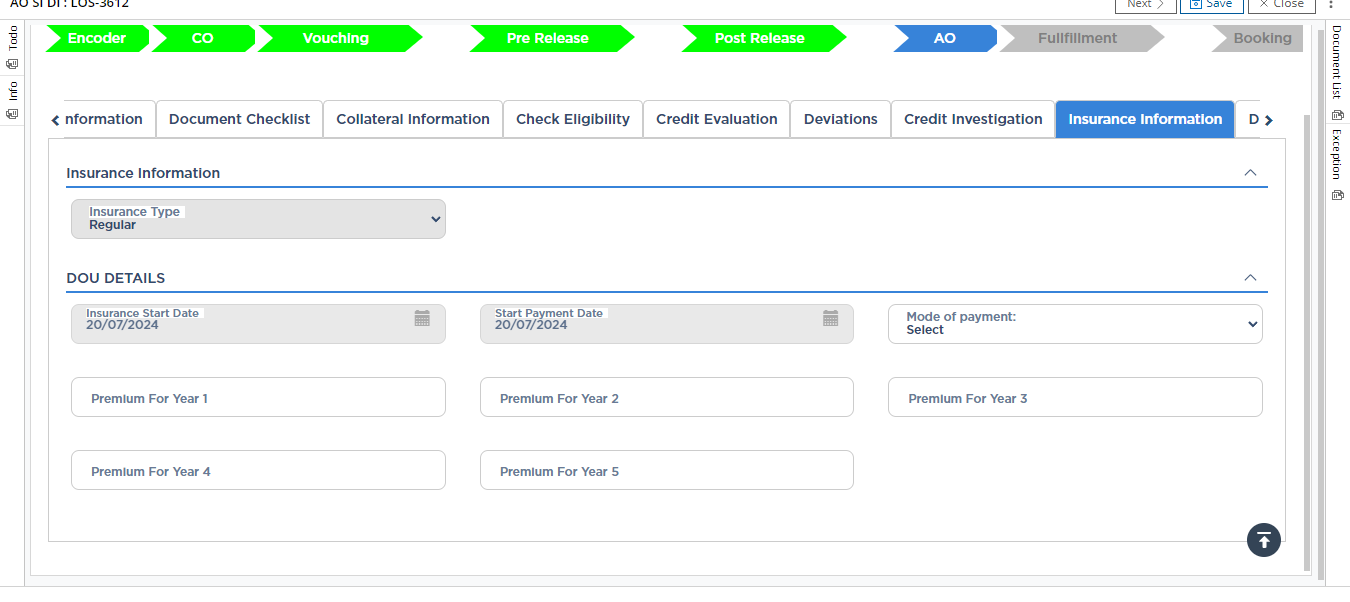 AO SI DI : LOS-3612
Next
Save
Close
Todo
Info
Encoder
CO
Vouching
Pre Release
Post Release
AO
Fullfillment
Booking
Document List
Exception
nformation
Document Checklist
Collateral Information
Check Eligibility
Credit Evaluation
Deviations
Credit Investigation
Insurance Information
D
Insurance Information
Insurance Type
Regular
DOU DETAILS
Insurance Start Date
20/07/2024
Start Payment Date
20/07/2024
Mode of payment:
Select
Premium For Year 1
Premium For Year 2
Premium For Year 3
Premium For Year 4
Premium For Year 5